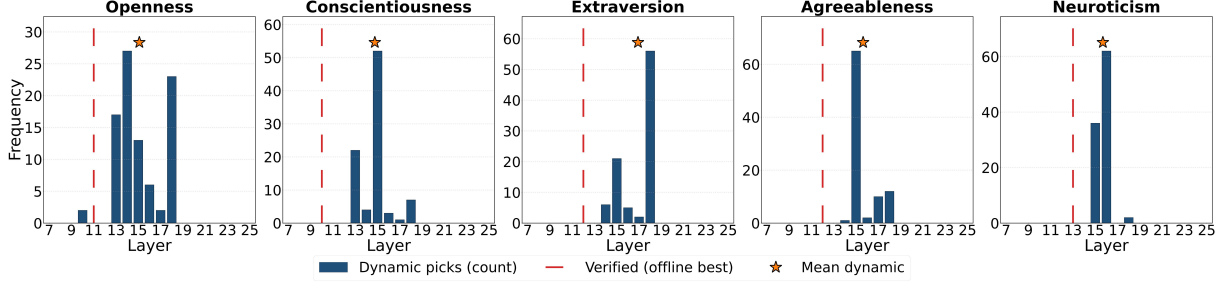 Openness
Conscientiousness
Extraversion
Agreeableness
Neuroticism
Frequency
30
25
20
15
10
5
0
60
50
40
30
20
10
0
60
50
40
30
20
10
0
60
40
20
0
60
40
20
0
7 9 11 13 15 17 19 21 23 25
7 9 11 13 15 17 19 21 23 25
7 9 11 13 15 17 19 21 23 25
7 9 11 13 15 17 19 21 23 25
7 9 11 13 15 17 19 21 23 25
Layer
Layer
Layer
Layer
Layer
Dynamic picks (count)
Verified (offline best)
Mean dynamic